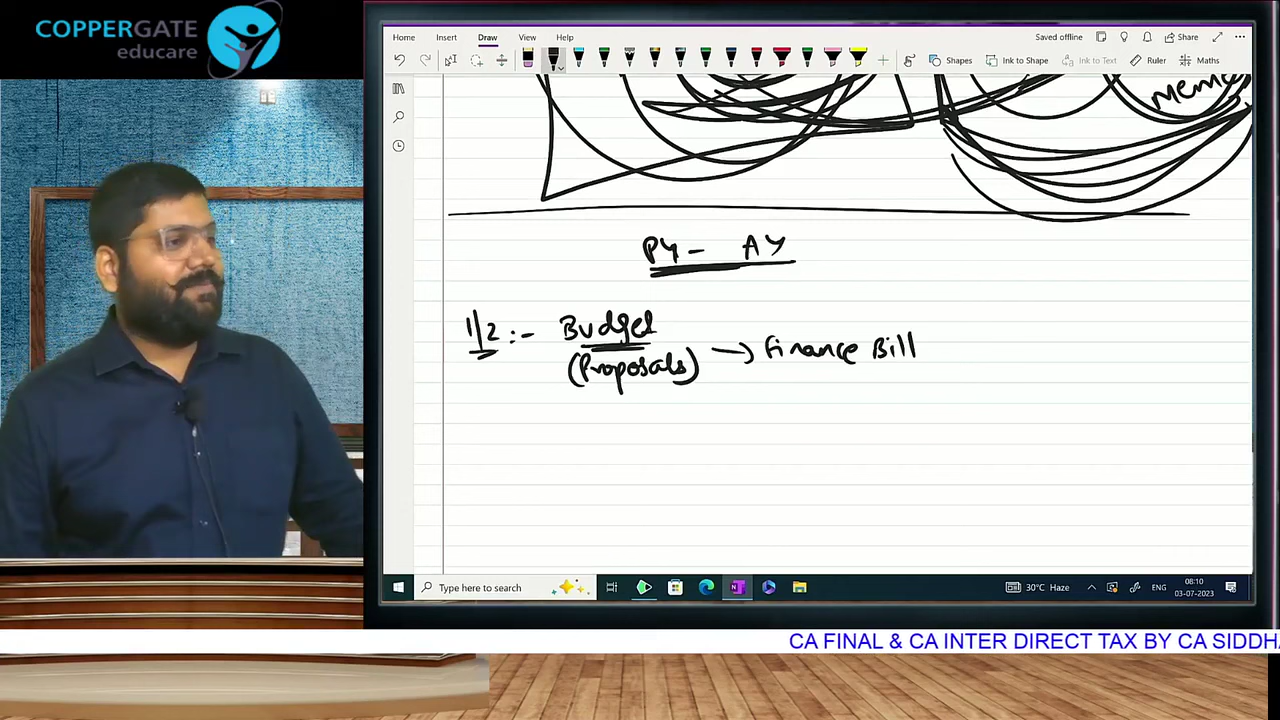 COPPERGATE
educare
Home Insert Draw View Help
Saved offline
Share
Shapes
Ink to Shape
Ink to Text
Ruler
Maths
Memo
PY - AY
1/2 :- Budget
(Proposals) → Finance Bill
Type here to search
30°C Haze
ENG
08:10
03-07-2023
CA FINAL & CA INTER DIRECT TAX BY CA SIDDHA